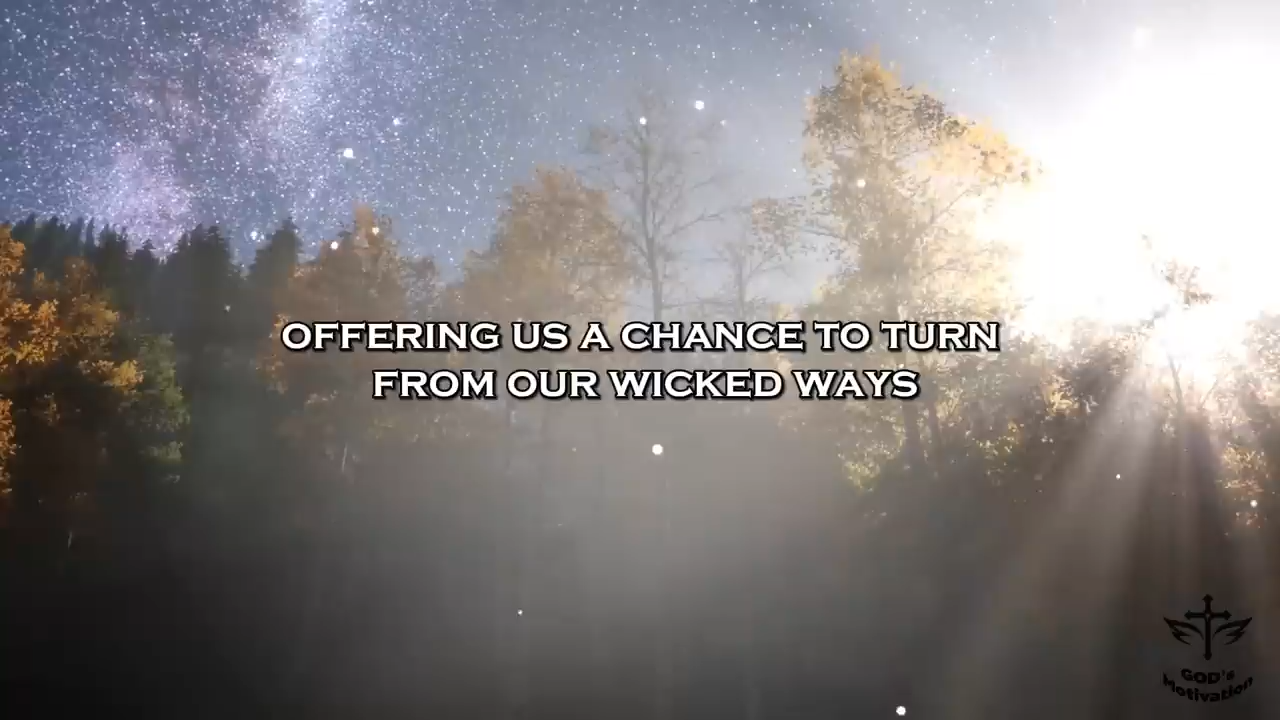 OFFERING US A CHANCE TO TURN
FROM OUR WICKED WAYS
GOD's
Motivation